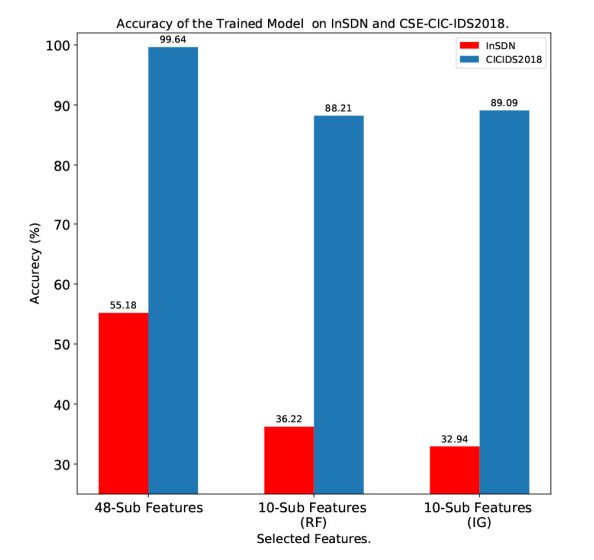 Accuracy of the Trained Model on InSDN and CSE-CIC-IDS2018.
99.64
InSDN
CICIDS2018
100
90
80
70
60
50
40
30
88.21
89.09
55.18
36.22
32.94
Accurecy (%)
48-Sub Features
10-Sub Features
(RF)
10-Sub Features
(IG)
Selected Features.